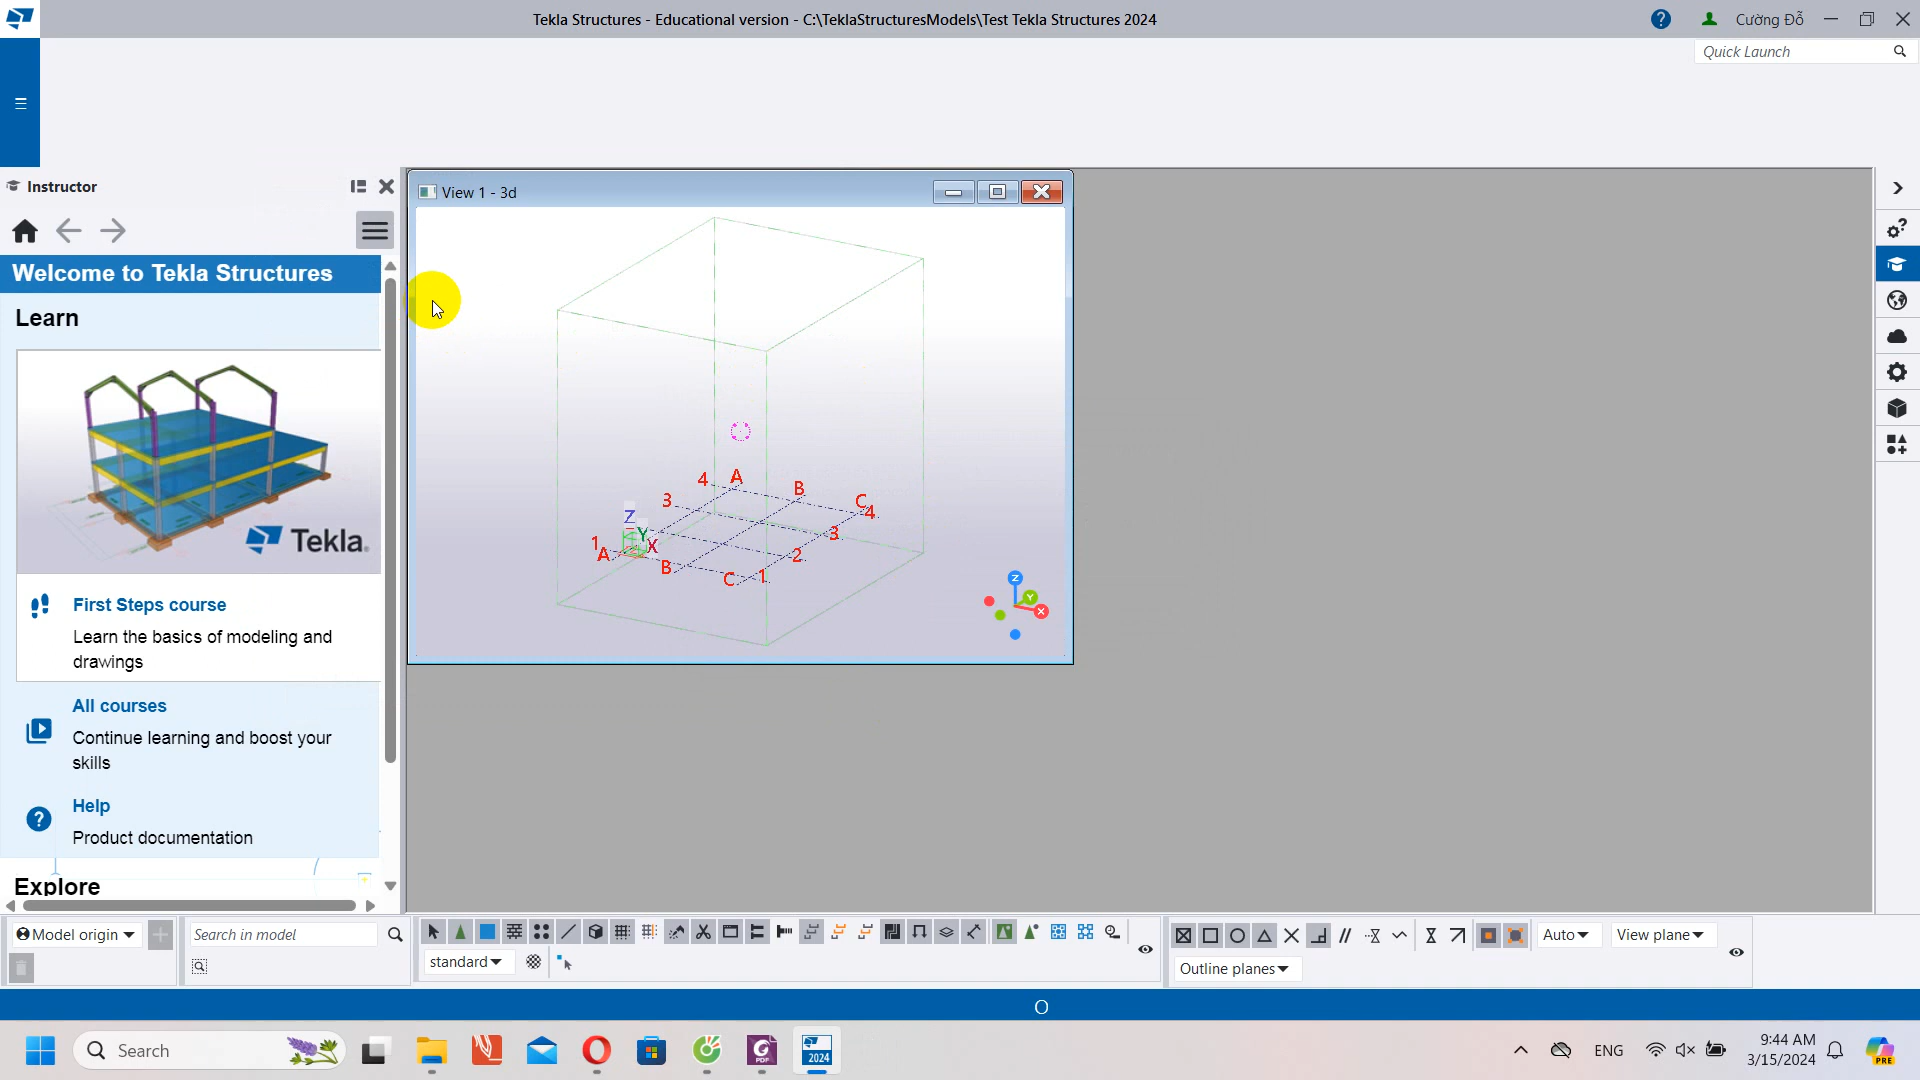 Tekla Structures - Educational version - C:\TeklaStructuresModels\Test Tekla Structures 2024
Cường Đỗ
Quick Launch
Instructor
View 1 - 3d
Welcome to Tekla Structures
Learn
Tekla
First Steps course
Learn the basics of modeling and
drawings
All courses
Continue learning and boost your
skills
Help
Product documentation
Explore
4 A
3
B
C
4
3
Z
Y
X
1
A
B
2
C
1
Z
Y
X
Model origin
Search in model
standard
Auto
View plane
Outline planes
Search
PDF
2024
ENG
9:44 AM
3/15/2024
PRE